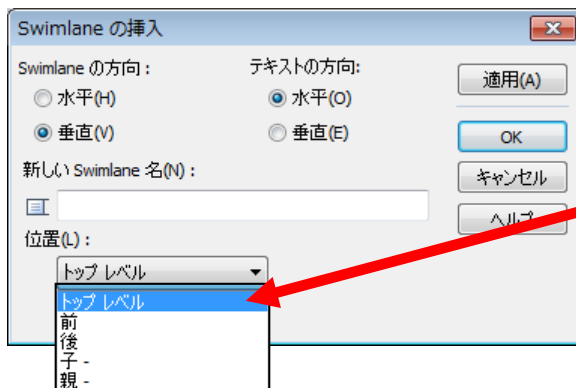 Swimlane の挿入
Swimlane の方向 :
水平(H)
垂直(V)
テキストの方向:
水平(O)
垂直(E)
適用(A)
OK
キャンセル
ヘルプ
新しい Swimlane 名(N) :
位置(L) :
トップ レベル
トップ レベル
前
後
子 -
親 -